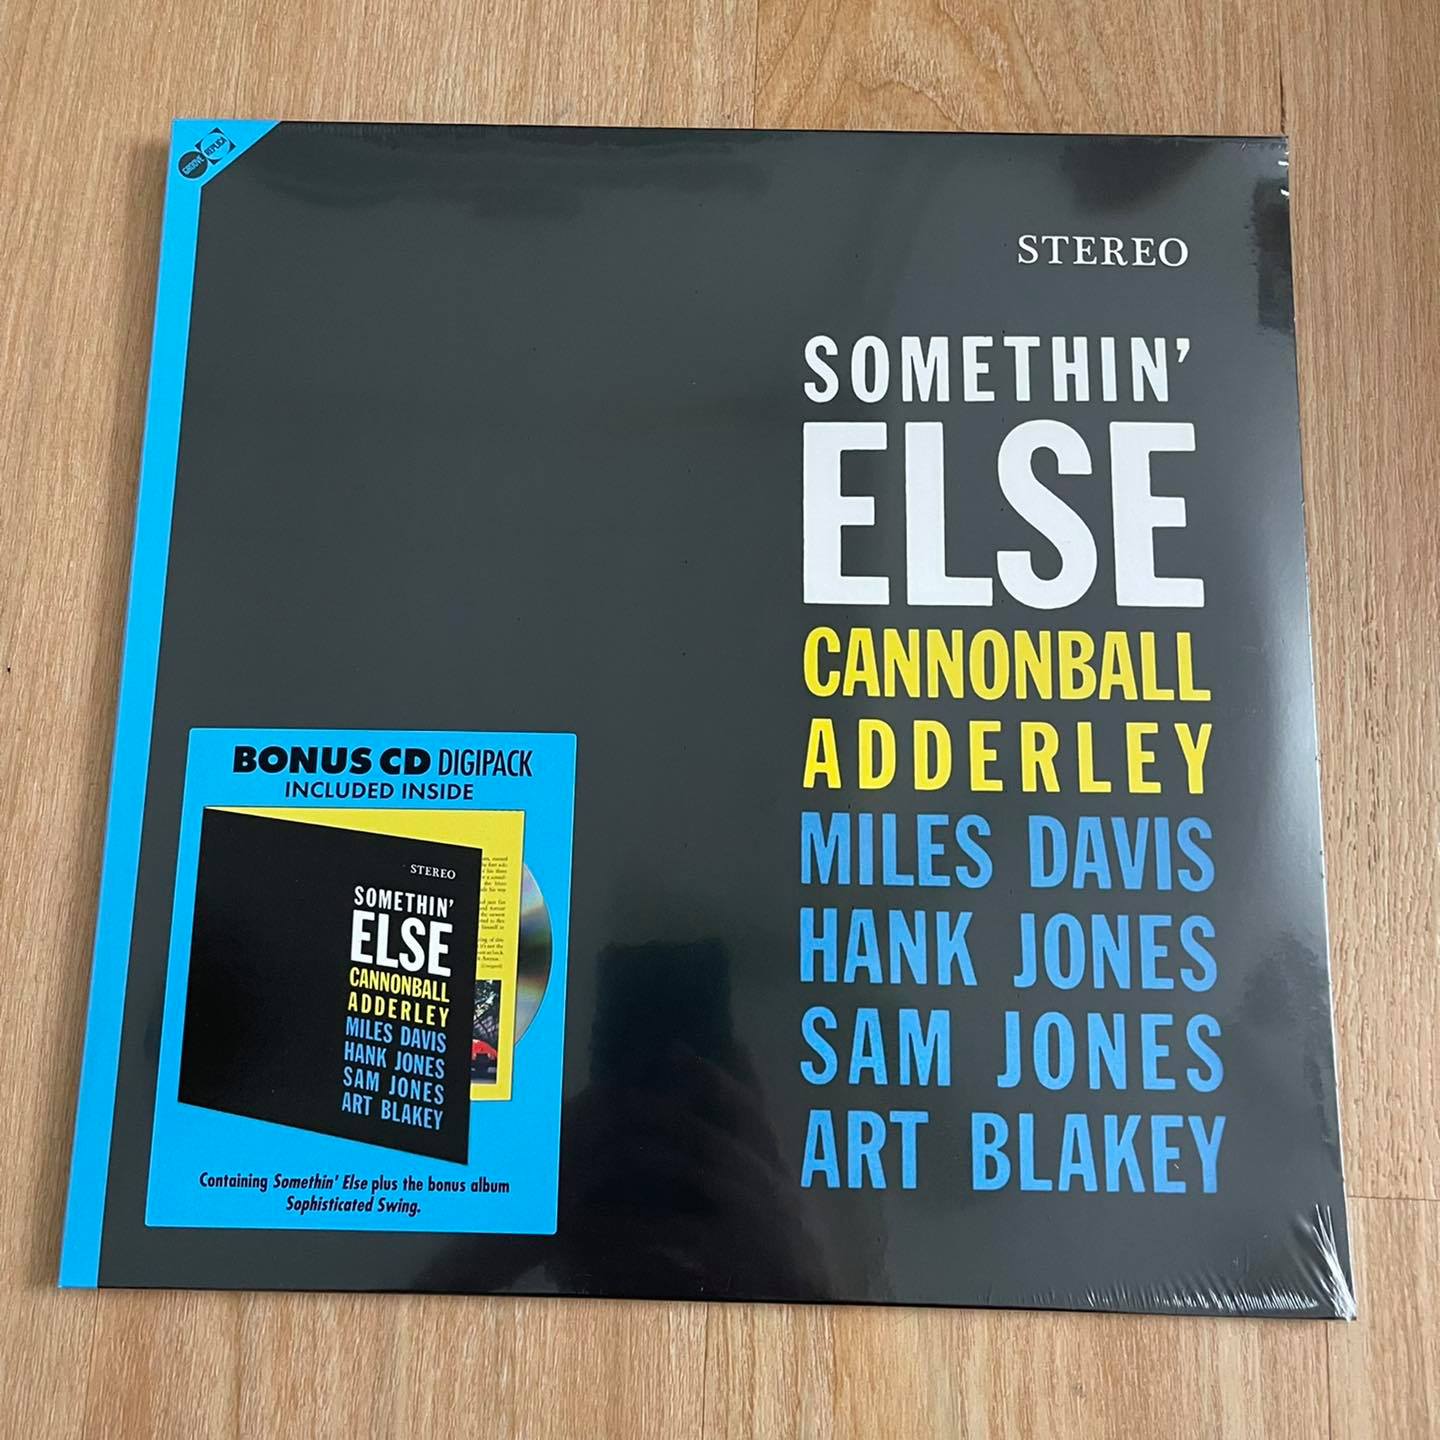 GROOVE REPLICA
STEREO
SOMETHIN'
ELSE
CANNONBALL
ADDERLEY
MILES DAVIS
HANK JONES
SAM JONES
ART BLAKEY
BONUS CD DIGIPACK
INCLUDED INSIDE
STEREO
SOMETHIN'
ELSE
CANNONBALL
ADDERLEY
MILES DAVIS
HANK JONES
SAM JONES
ART BLAKEY
Containing Somethin' Else plus the bonus album
Sophisticated Swing.